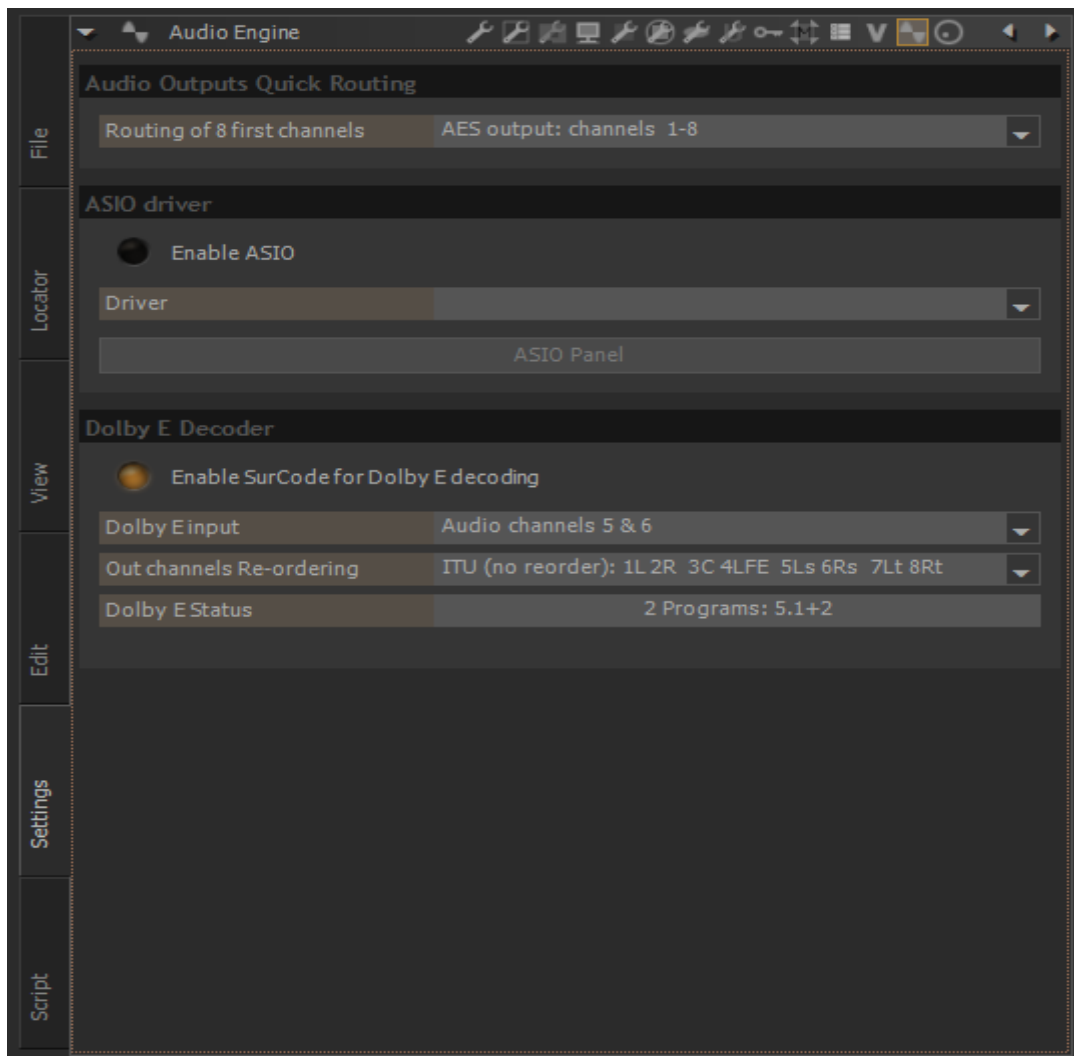 Audio Engine
V
Audio Outputs Quick Routing
Routing of 8 first channels AES output: channels 1-8
ASIO driver
Enable ASIO
Driver
ASIO Panel
Dolby E Decoder
Enable SurCode for Dolby E decoding
Dolby E input Audio channels 5 & 6
Out channels Re-ordering ITU (no reorder): 1L 2R 3C 4LFE 5Ls 6Rs 7Lt 8Rt
Dolby E Status 2 Programs: 5.1+2
File
Locator
View
Edit
Settings
Script